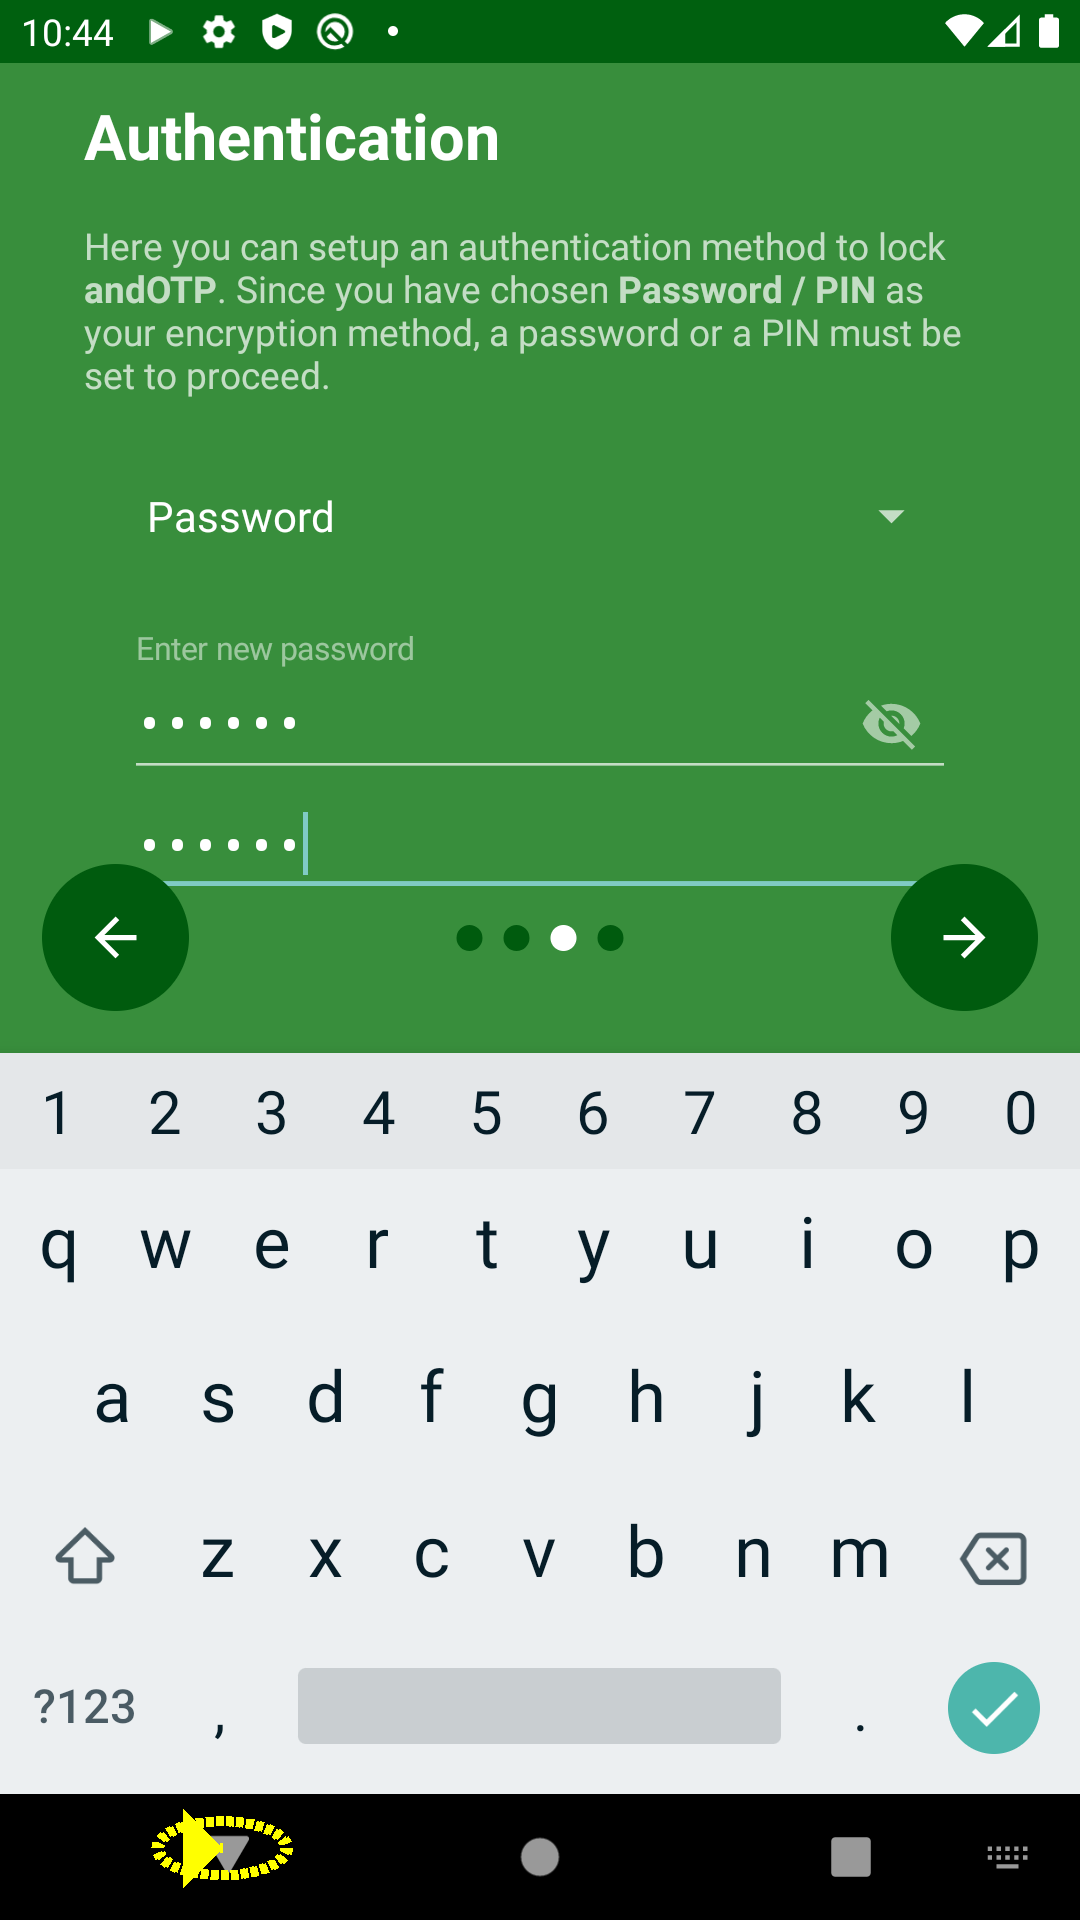 10:44
Authentication
Here you can setup an authentication method to lock
andOTP. Since you have chosen Password / PIN as
your encryption method, a password or a PIN must be
set to proceed.
Password
Enter new password
••••••
••••••
1 2 3 4 5 6 7 8 9 0
q w e r t y u i o p
a s d f g h j k l
z x c v b n m
?123 , .